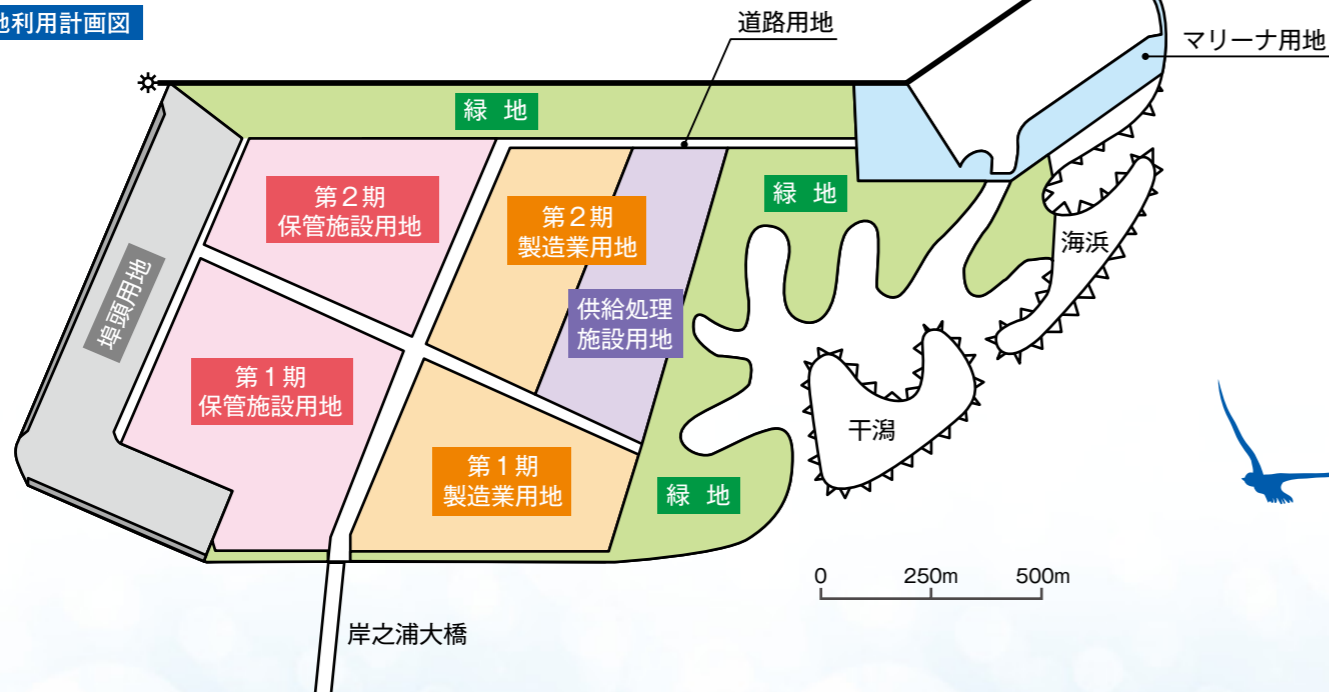 地利用計画図
道路用地
マリーナ用地
緑 地
第2期
保管施設用地
第2期
製造業用地
緑 地
海浜
埠頭用地
供給処理
施設用地
第1期
保管施設用地
干潟
第1期
製造業用地
緑 地
0 250m 500m
岸之浦大橋